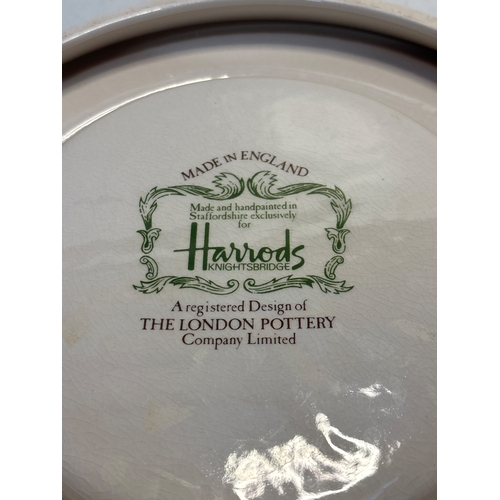 MADE IN ENGLAND
Made and handpainted in
Staffordshire exclusively
for
Harrods
KNIGHTSBRIDGE
A registered Design of
THE LONDON POTTERY
Company Limited